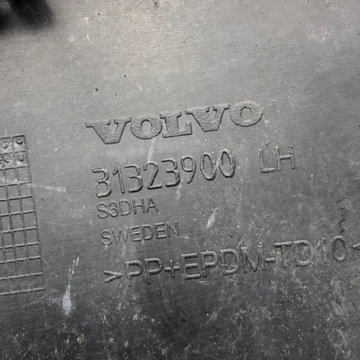 VOLVO
31323900 LH
S3DHA
SWEDEN
>PP+EPDM-TD10<